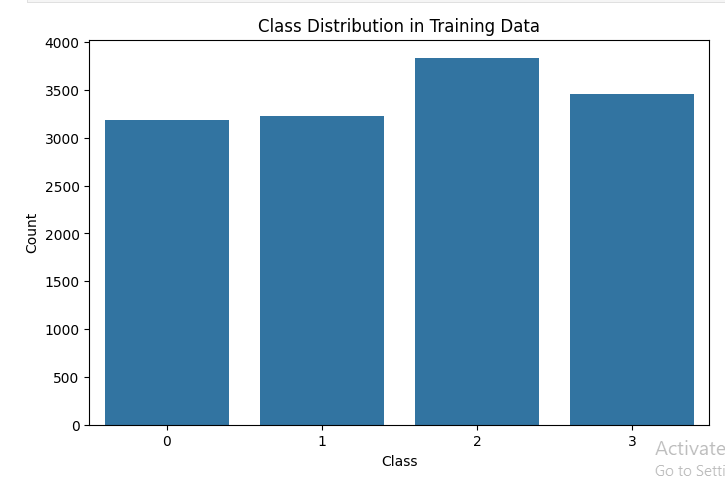 Class Distribution in Training Data
4000
3500
3000
2500
2000
1500
1000
500
0
Count
0 1 2 3
Class
Activate
Go to Setti